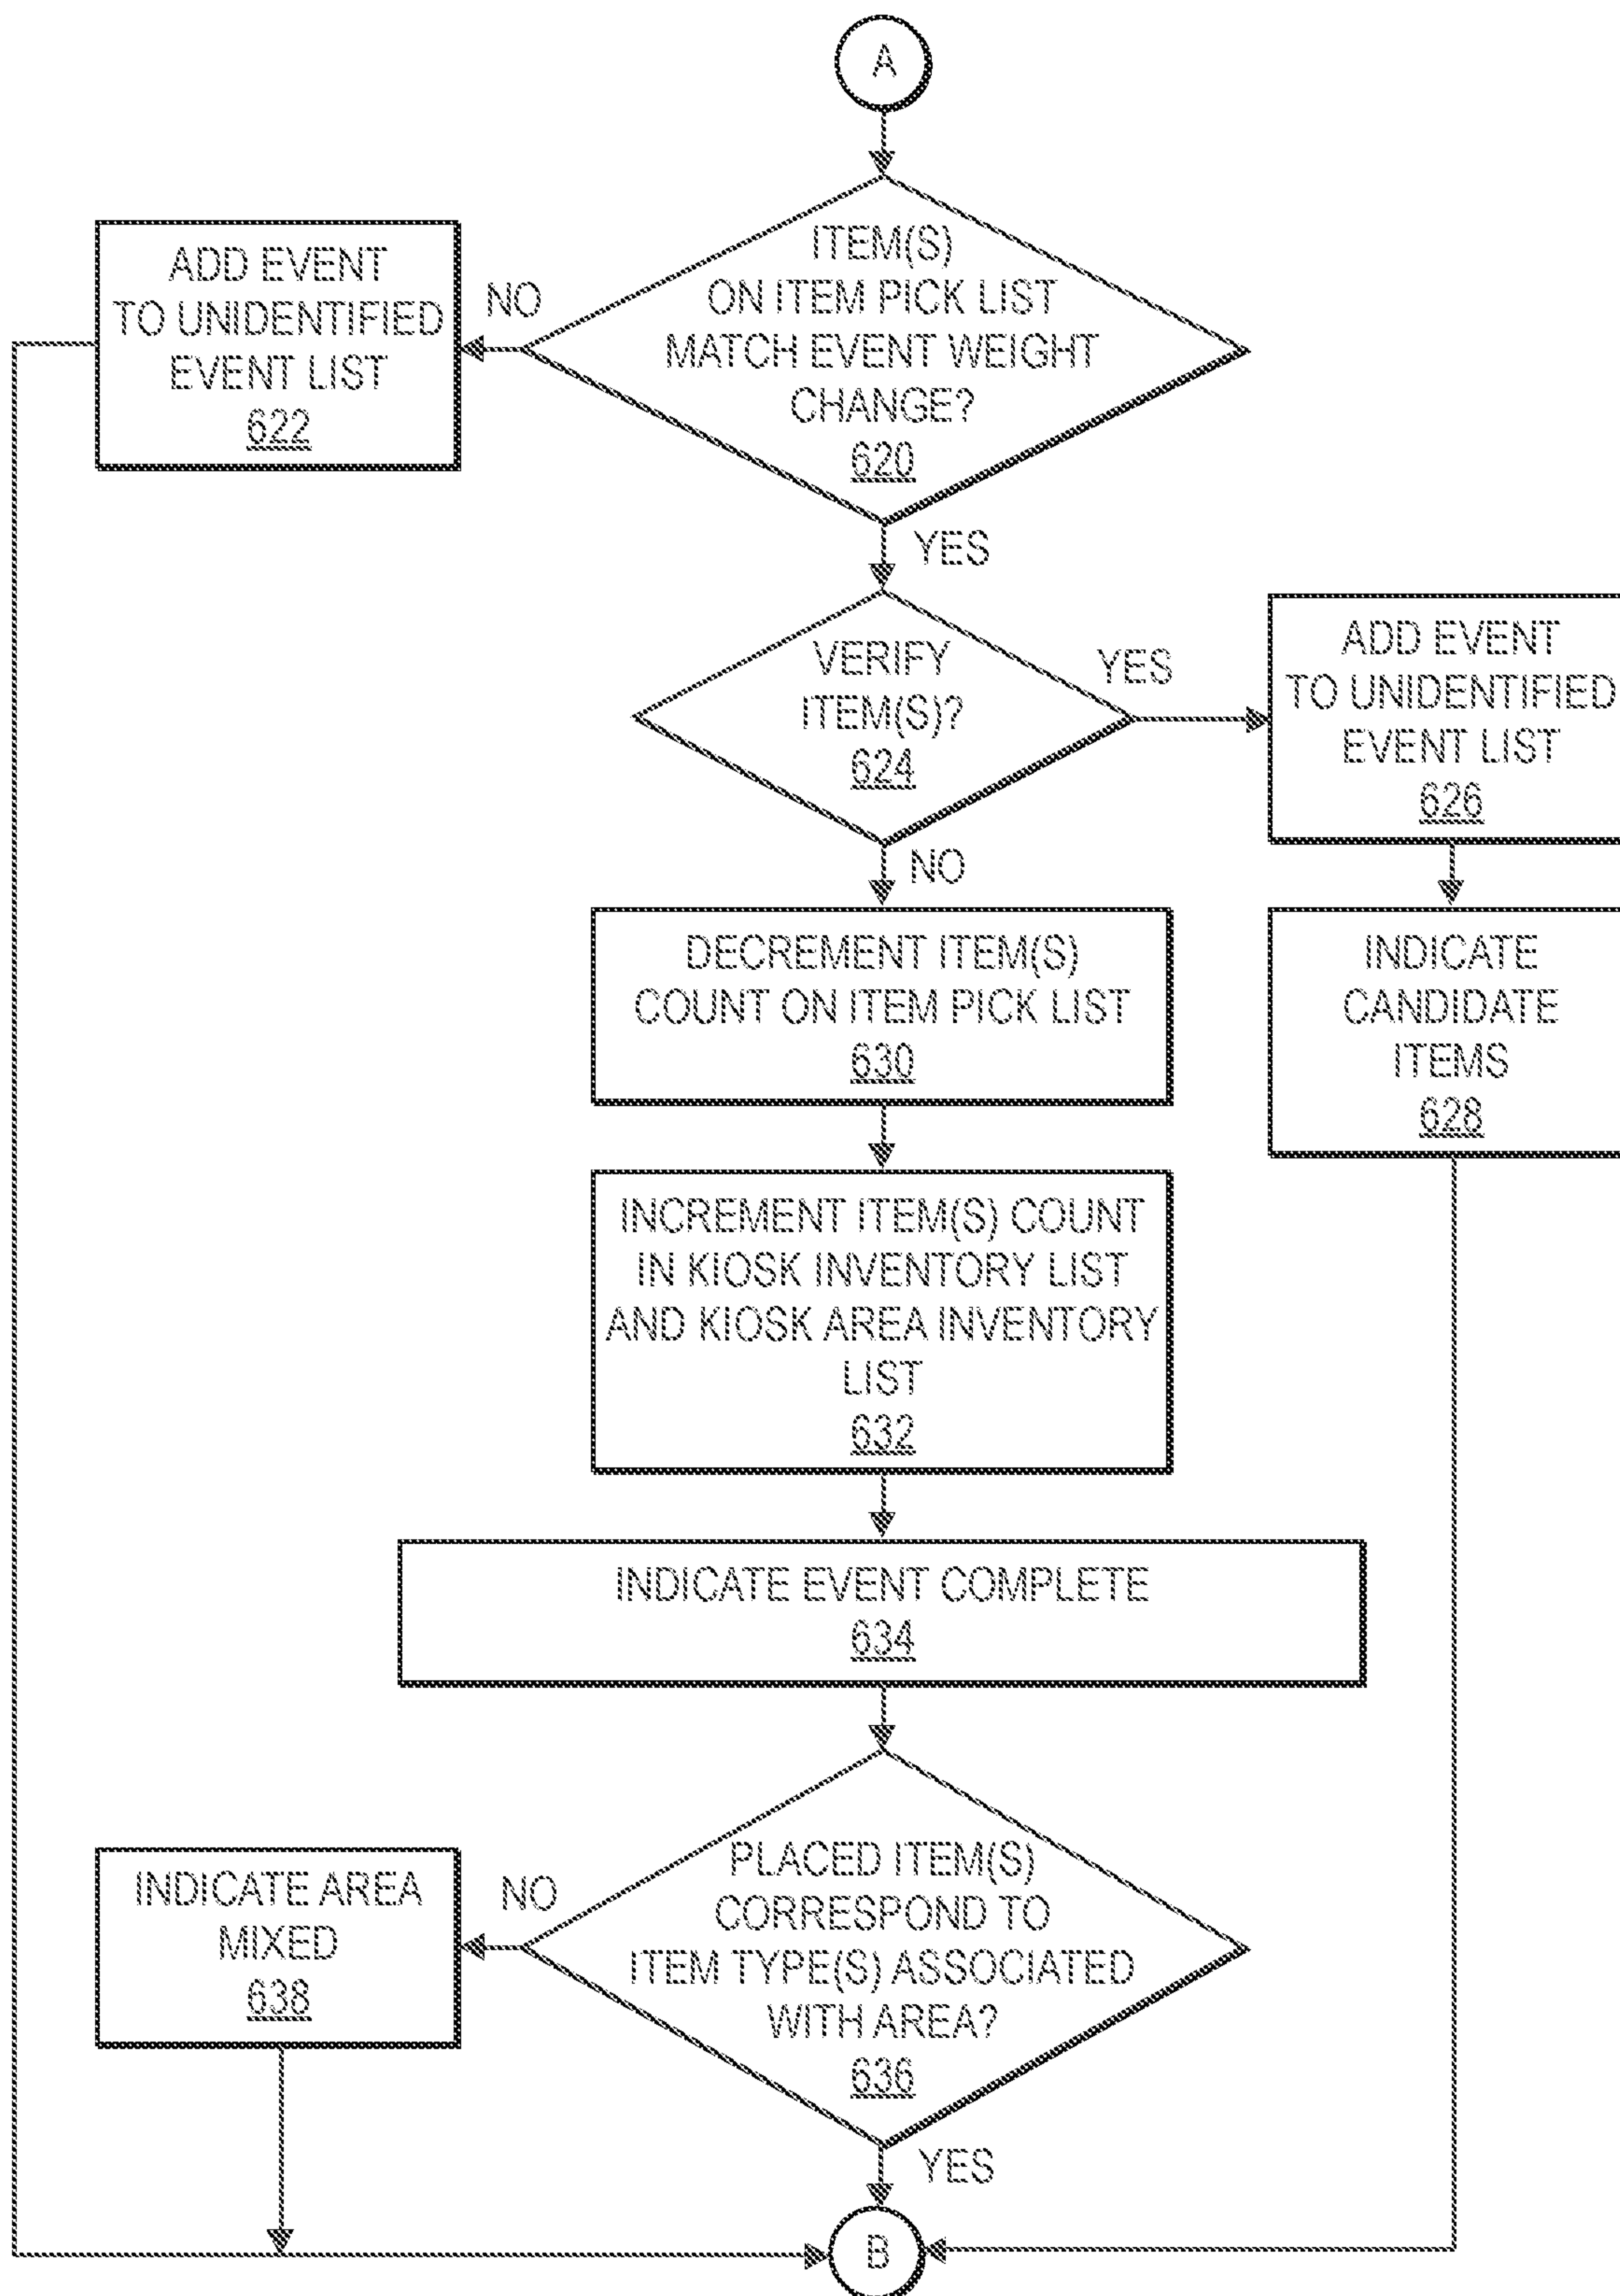 A
ITEM(S)
ON ITEM PICK LIST
MATCH EVENT WEIGHT
CHANGE?
620
NO
ADD EVENT
TO UNIDENTIFIED
EVENT LIST
622
YES
VERIFY
ITEM(S)?
624
YES
ADD EVENT
TO UNIDENTIFIED
EVENT LIST
626
INDICATE
CANDIDATE
ITEMS
628
NO
DECREMENT ITEM(S)
COUNT ON ITEM PICK LIST
630
INCREMENT ITEM(S) COUNT
IN KIOSK INVENTORY LIST
AND KIOSK AREA INVENTORY
LIST
632
INDICATE EVENT COMPLETE
634
PLACED ITEM(S)
CORRESPOND TO
ITEM TYPE(S) ASSOCIATED
WITH AREA?
636
NO
INDICATE AREA
MIXED
638
YES
B